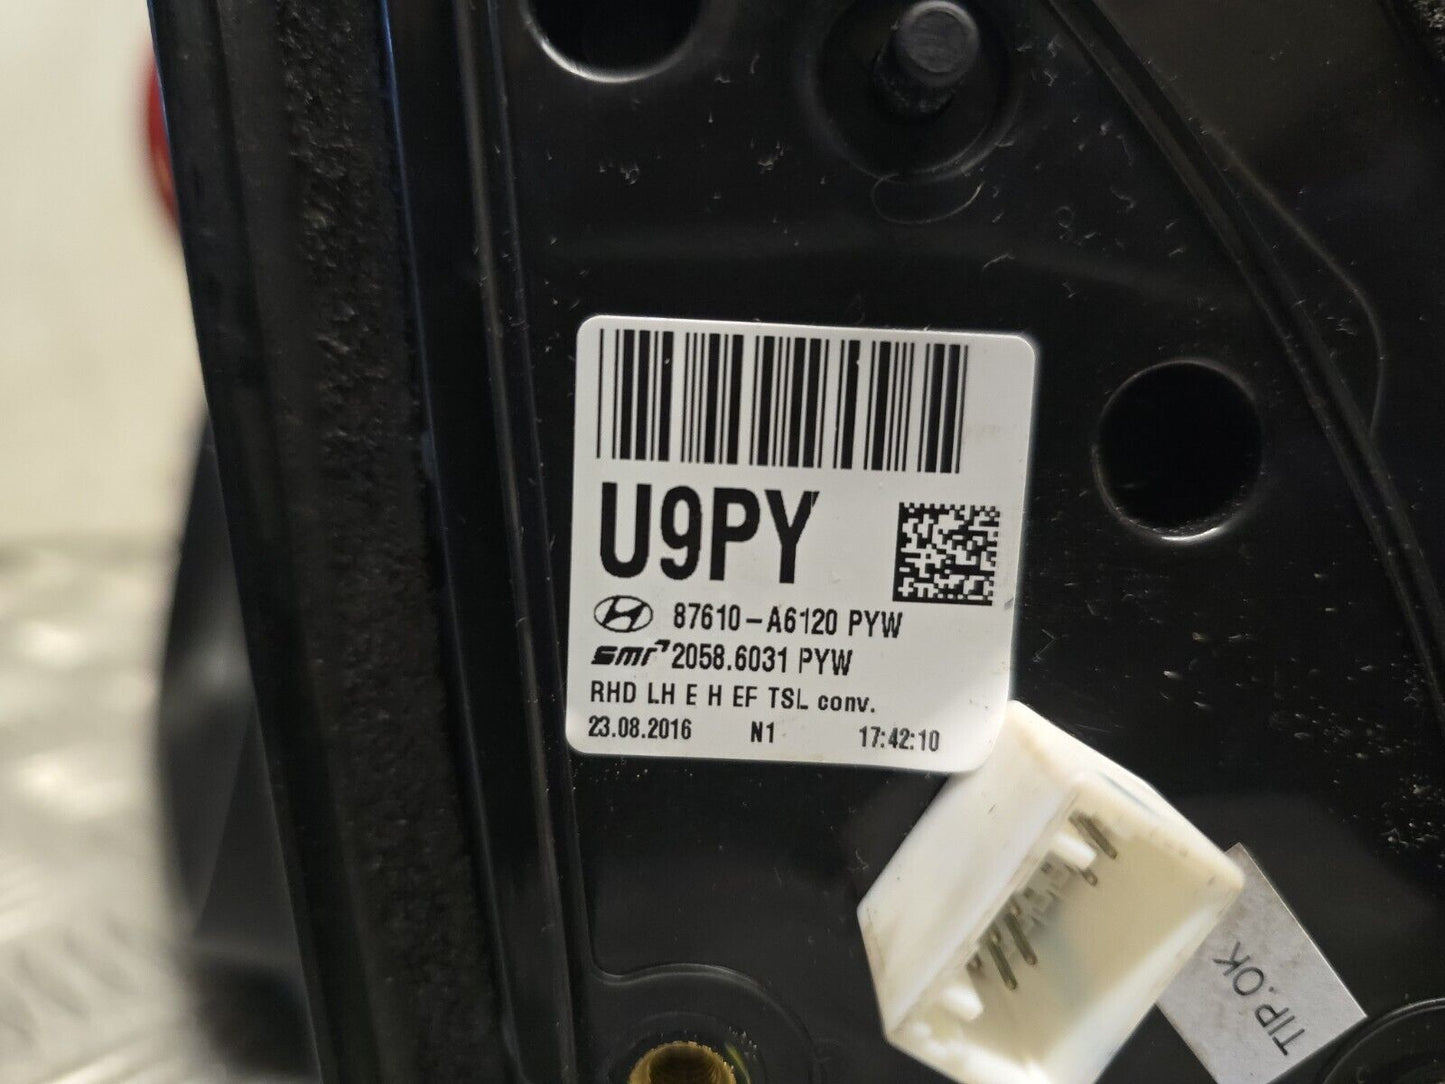 U9PY
87610-A6120 PYW
smr 2058.6031 PYW
RHD LH E H EF TSL conv.
23.08.2016 N1 17:42:10
TIP.OK